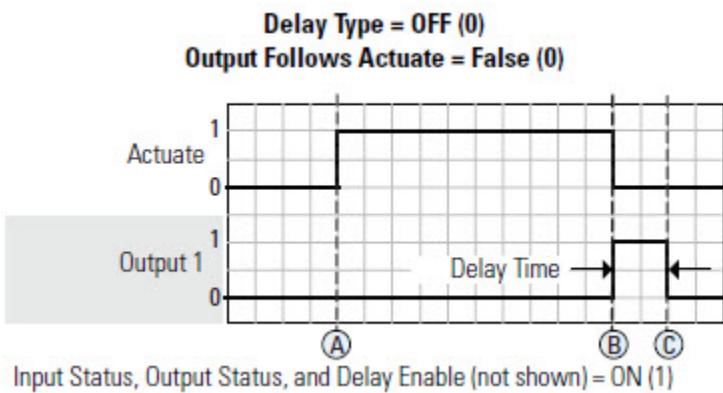 Delay Type = OFF (0)
Output Follows Actuate = False (0)
1
Actuate
0
1
Output 1
Delay Time
0
A B C
Input Status, Output Status, and Delay Enable (not shown) = ON (1)